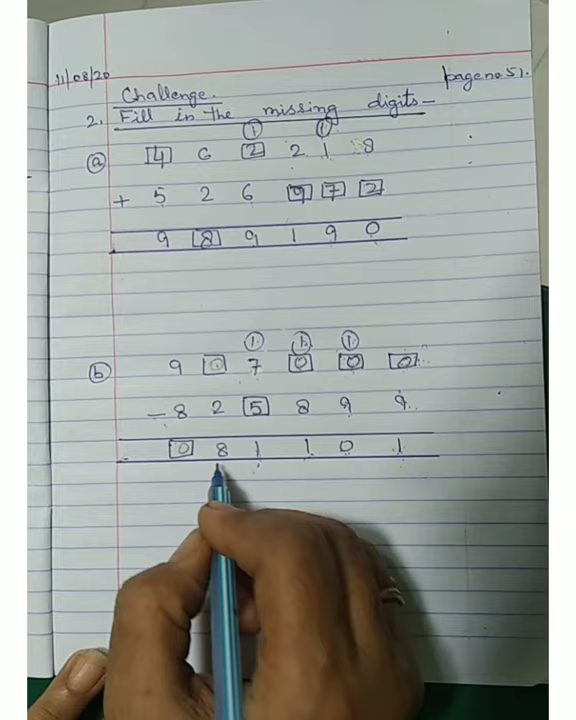 11/08/20
page no 51.
Challenge.
2. Fill in the missing digits-
1 1
a 4 6 2 2 1 8
+ 5 2 6 9 7 2
9 8 9 1 9 0
1 1 1
b 9 0 7 0 0 0
- 8 2 5 8 9 9
0 8 1 1 0 1